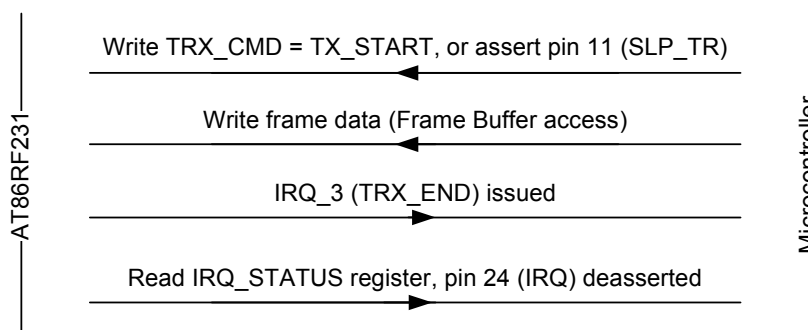 Write TRX_CMD = TX_START, or assert pin 11 (SLP_TR)
Write frame data (Frame Buffer access)
IRQ_3 (TRX_END) issued
Read IRQ_STATUS register, pin 24 (IRQ) deasserted
AT86RF231
Microcontroller